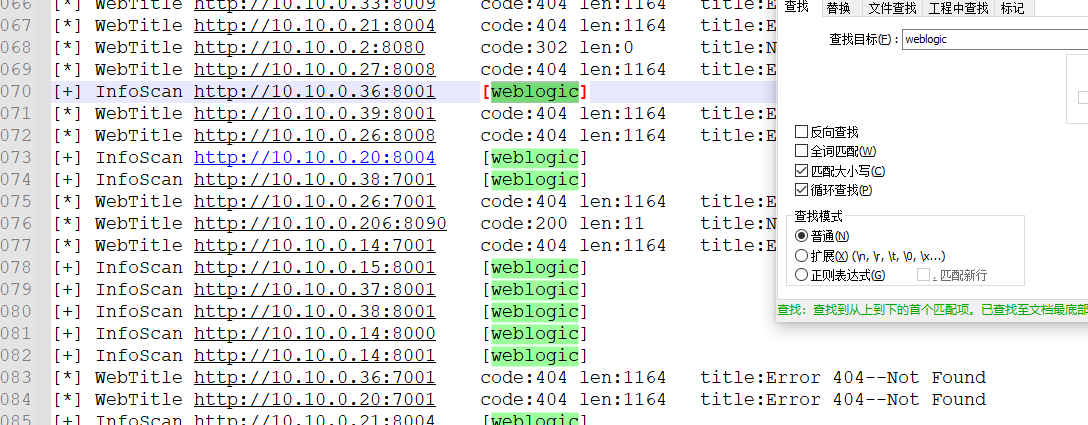 066 [*] WebTitle http://10.10.0.33:8009 code:404 len:1164 title:E
067 [*] WebTitle http://10.10.0.21:8004 code:404 len:1164 title:E
068 [*] WebTitle http://10.10.0.2:8080 code:302 len:0 title:N
069 [*] WebTitle http://10.10.0.27:8008 code:404 len:1164 title:E
070 [+] InfoScan http://10.10.0.36:8001 [weblogic]
071 [*] WebTitle http://10.10.0.39:8001 code:404 len:1164 title:E
072 [*] WebTitle http://10.10.0.26:8008 code:404 len:1164 title:E
073 [+] InfoScan http://10.10.0.20:8004 [weblogic]
074 [+] InfoScan http://10.10.0.38:7001 [weblogic]
075 [*] WebTitle http://10.10.0.26:7001 code:404 len:1164 title:E
076 [*] WebTitle http://10.10.0.206:8090 code:200 len:11 title:N
077 [*] WebTitle http://10.10.0.14:7001 code:404 len:1164 title:E
078 [+] InfoScan http://10.10.0.15:8001 [weblogic]
079 [+] InfoScan http://10.10.0.37:8001 [weblogic]
080 [+] InfoScan http://10.10.0.38:8001 [weblogic]
081 [+] InfoScan http://10.10.0.14:8000 [weblogic]
082 [+] InfoScan http://10.10.0.14:8001 [weblogic]
083 [*] WebTitle http://10.10.0.36:7001 code:404 len:1164 title:Error 404--Not Found
084 [*] WebTitle http://10.10.0.20:7001 code:404 len:1164 title:Error 404--Not Found
085 [+] InfoScan http://10.10.0.21:8004 [weblogic]
查找 替换 文件查找 工程中查找 标记
查找目标(F): weblogic
反向查找
全词匹配(W)
匹配大小写(C)
循环查找(P)
查找模式
普通(N)
扩展(X) (\n, \r, \t, \0, \x...)
正则表达式(G) . 匹配新行
查找: 查找到从上到下的首个匹配项。已查找至文档最底部